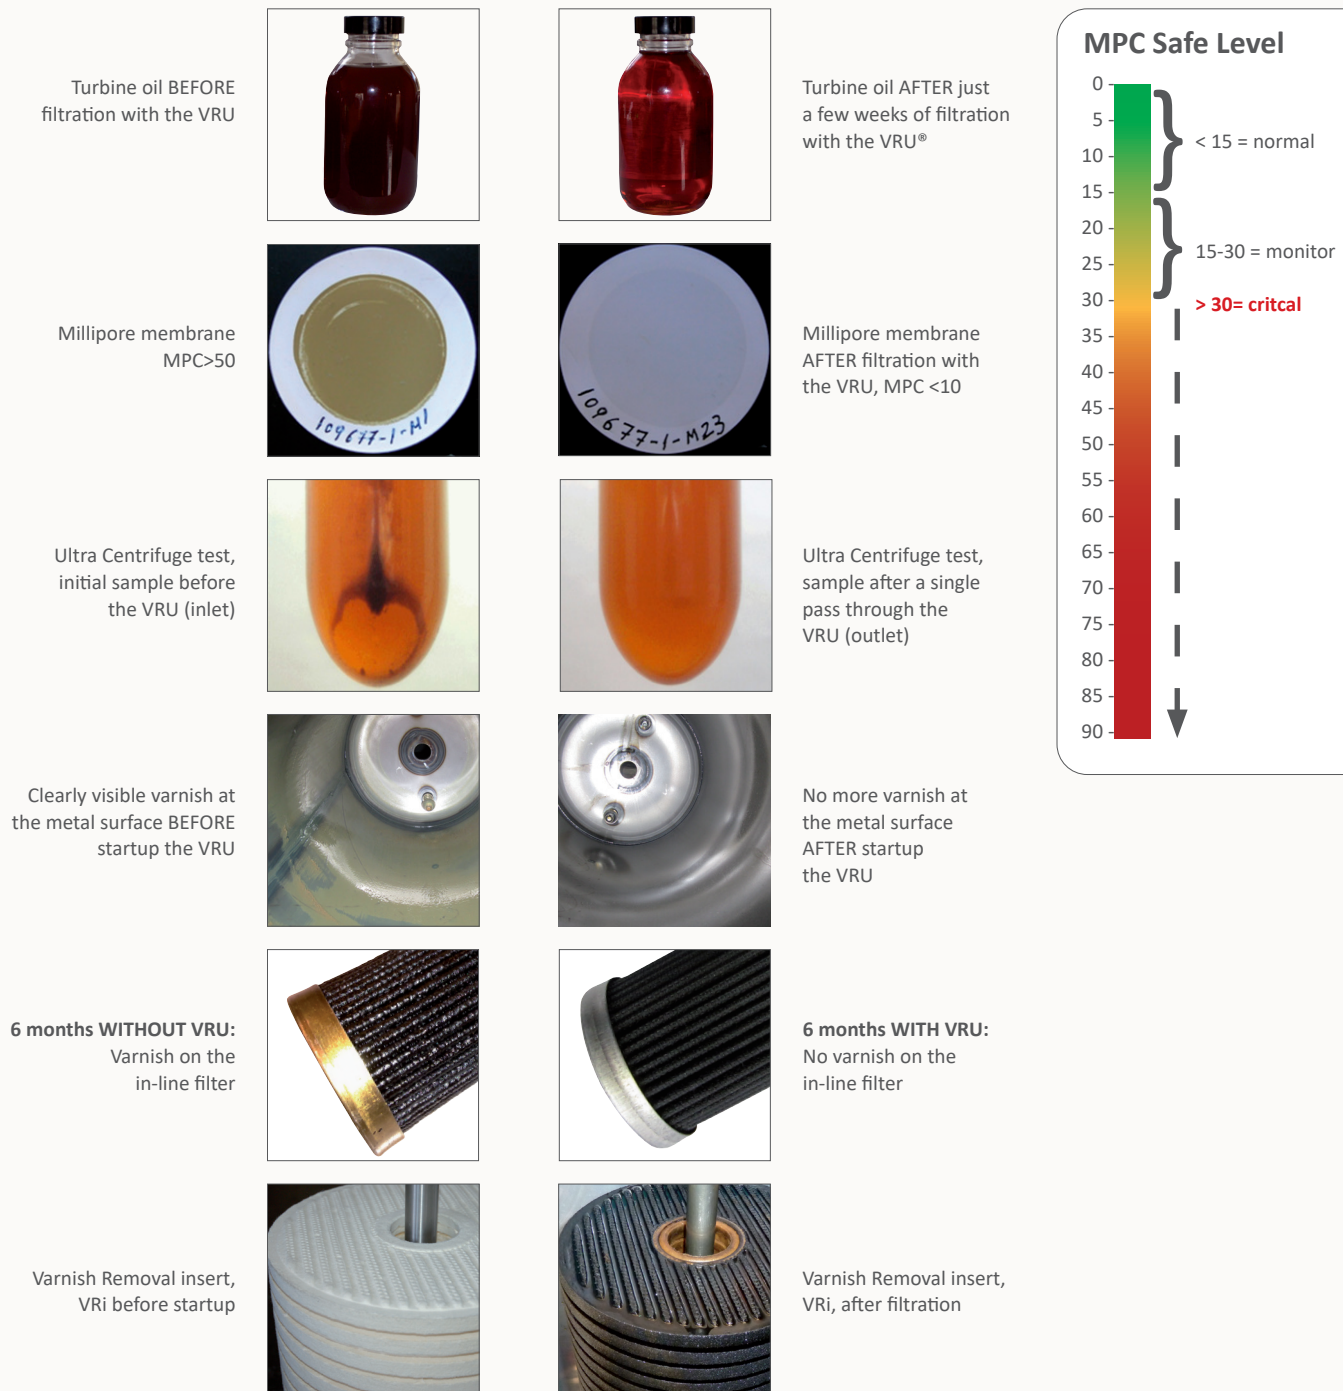 Turbine oil BEFORE
filtration with the VRU
Turbine oil AFTER just
a few weeks of filtration
with the VRU®
Millipore membrane
MPC>50
109677-1-M1
109677-1-M23
Millipore membrane
AFTER filtration with
the VRU, MPC <10
Ultra Centrifuge test,
initial sample before
the VRU (inlet)
Ultra Centrifuge test,
sample after a single
pass through the
VRU (outlet)
Clearly visible varnish at
the metal surface BEFORE
startup the VRU
No more varnish at
the metal surface
AFTER startup
the VRU
6 months WITHOUT VRU:
Varnish on the
in-line filter
6 months WITH VRU:
No varnish on the
in-line filter
Varnish Removal insert,
VRi before startup
Varnish Removal insert,
VRi, after filtration
MPC Safe Level
0
5
10
15
20
25
30
35
40
45
50
55
60
65
70
75
80
85
90
< 15 = normal
15-30 = monitor
> 30= critcal